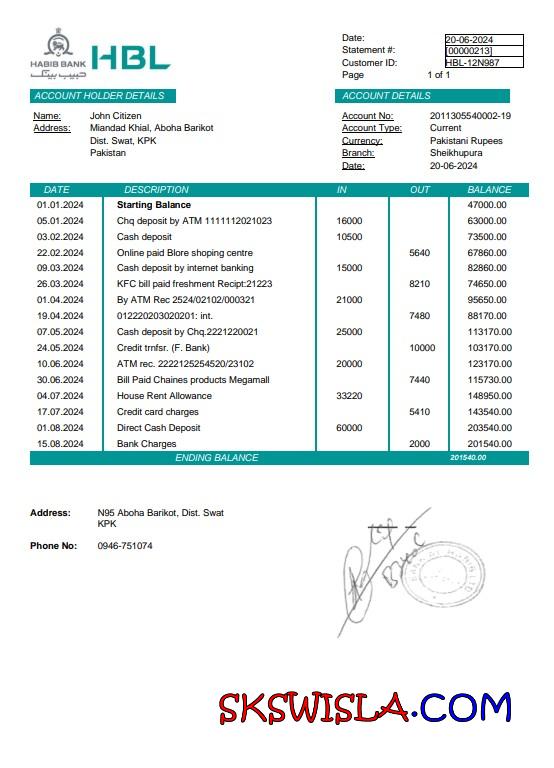 Date: 20-06-2024
Statement #: [00000213]
Customer ID: HBL-12N987
Page 1 of 1
HABIB BANK HBL
حبیب بینک
ACCOUNT HOLDER DETAILS
ACCOUNT DETAILS
Name: John Citizen
Address: Miandad Khial, Aboha Barikot
Dist. Swat, KPK
Pakistan
Account No: 2011305540002-19
Account Type: Current
Currency: Pakistani Rupees
Branch: Sheikhupura
Date: 20-06-2024
DATE DESCRIPTION IN OUT BALANCE
01.01.2024 Starting Balance 47000.00
05.01.2024 Chq deposit by ATM 1111112021023 16000 63000.00
03.02.2024 Cash deposit 10500 73500.00
22.02.2024 Online paid Blore shoping centre 5640 67860.00
09.03.2024 Cash deposit by internet banking 15000 82860.00
26.03.2024 KFC bill paid freshment Recipt:21223 8210 74650.00
01.04.2024 By ATM Rec 2524/02102/000321 21000 95650.00
19.04.2024 012220203020201: int. 7480 88170.00
07.05.2024 Cash deposit by Chq.2221220021 25000 113170.00
24.05.2024 Credit trnfsr. (F. Bank) 10000 103170.00
10.06.2024 ATM rec. 2222125254520/23102 20000 123170.00
30.06.2024 Bill Paid Chaines products Megamall 7440 115730.00
04.07.2024 House Rent Allowance 33220 148950.00
17.07.2024 Credit card charges 5410 143540.00
01.08.2024 Direct Cash Deposit 60000 203540.00
15.08.2024 Bank Charges 2000 201540.00
ENDING BALANCE 201540.00
Address: N95 Aboha Barikot, Dist. Swat
KPK
Phone No: 0946-751074
SKSWISLA.COM